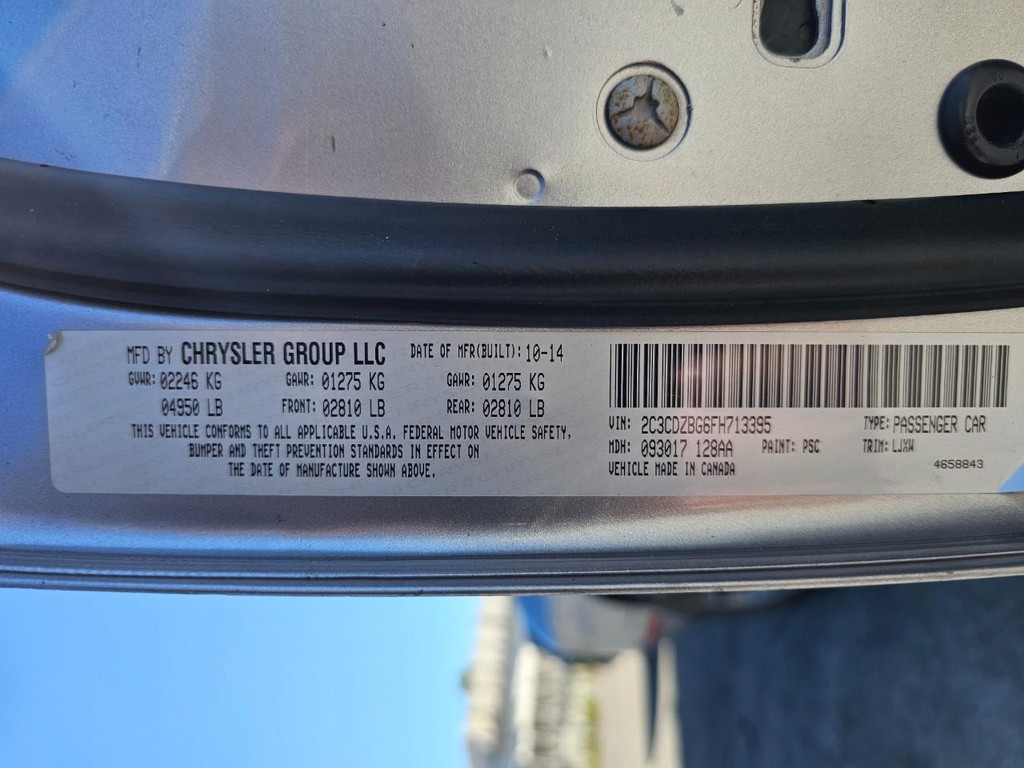 MFD BY CHRYSLER GROUP LLC DATE OF MFR(BUILT): 10-14
GVWR: 02246 KG GAWR: 01275 KG GAWR: 01275 KG
04950 LB FRONT: 02810 LB REAR: 02810 LB
THIS VEHICLE CONFORMS TO ALL APPLICABLE U.S.A. FEDERAL MOTOR VEHICLE SAFETY,
BUMPER AND THEFT PREVENTION STANDARDS IN EFFECT ON
THE DATE OF MANUFACTURE SHOWN ABOVE.
VIN: 2C3CDZBG6FH713395 TYPE: PASSENGER CAR
MDH: 093017 128AA PAINT: PSC TRIM: LJXW
VEHICLE MADE IN CANADA 4658843